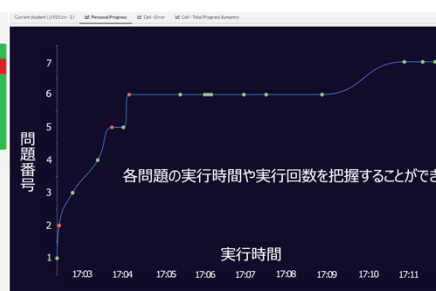 Current student (19201rc - 2)
Personal Progress
Cell - Error
Cell - Total Progress Summary
7
6
5
4
3
2
1
問題番号
各問題の実行時間や実行回数を把握することができ
実行時間
17:03 17:04 17:05 17:06 17:07 17:08 17:09 17:10 17:11